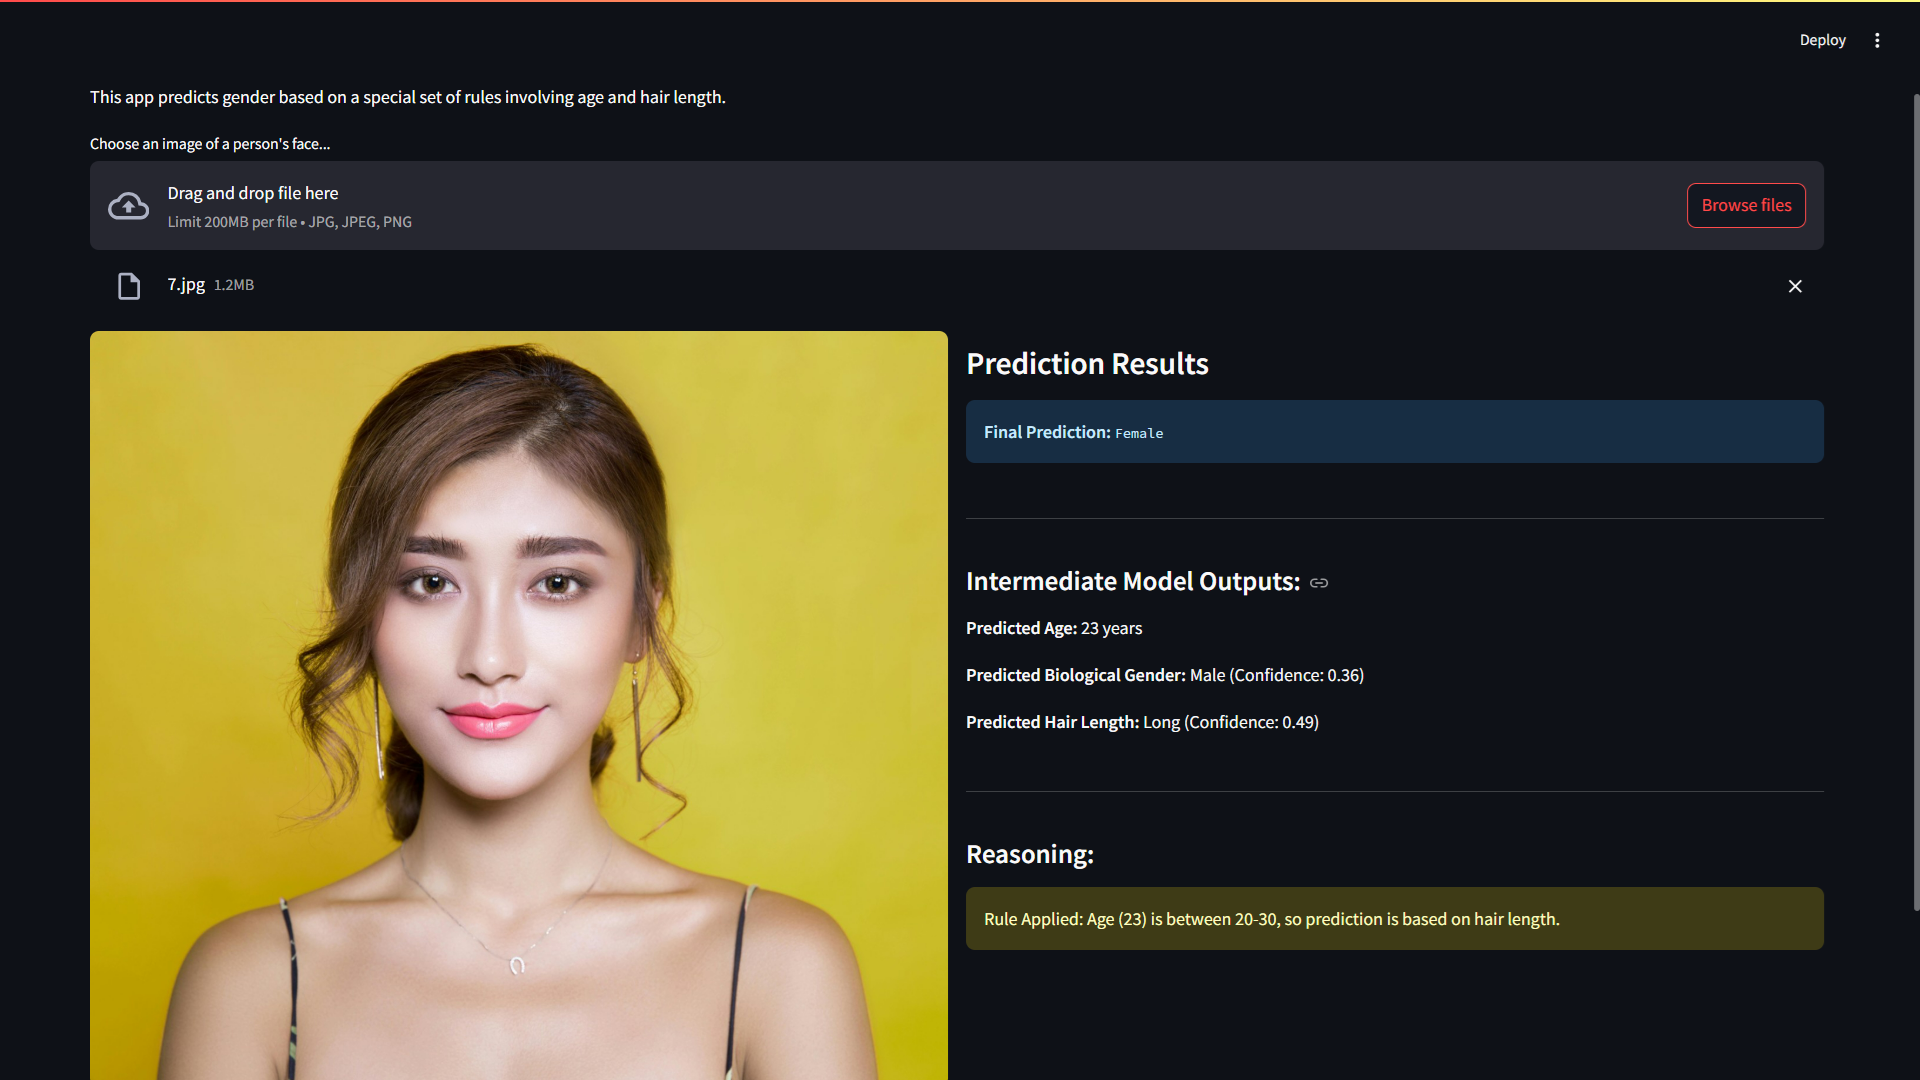 Deploy
This app predicts gender based on a special set of rules involving age and hair length.
Choose an image of a person's face...
Drag and drop file here
Limit 200MB per file • JPG, JPEG, PNG
Browse files
7.jpg 1.2MB
Prediction Results
Final Prediction: Female
Intermediate Model Outputs:
Predicted Age: 23 years
Predicted Biological Gender: Male (Confidence: 0.36)
Predicted Hair Length: Long (Confidence: 0.49)
Reasoning:
Rule Applied: Age (23) is between 20-30, so prediction is based on hair length.